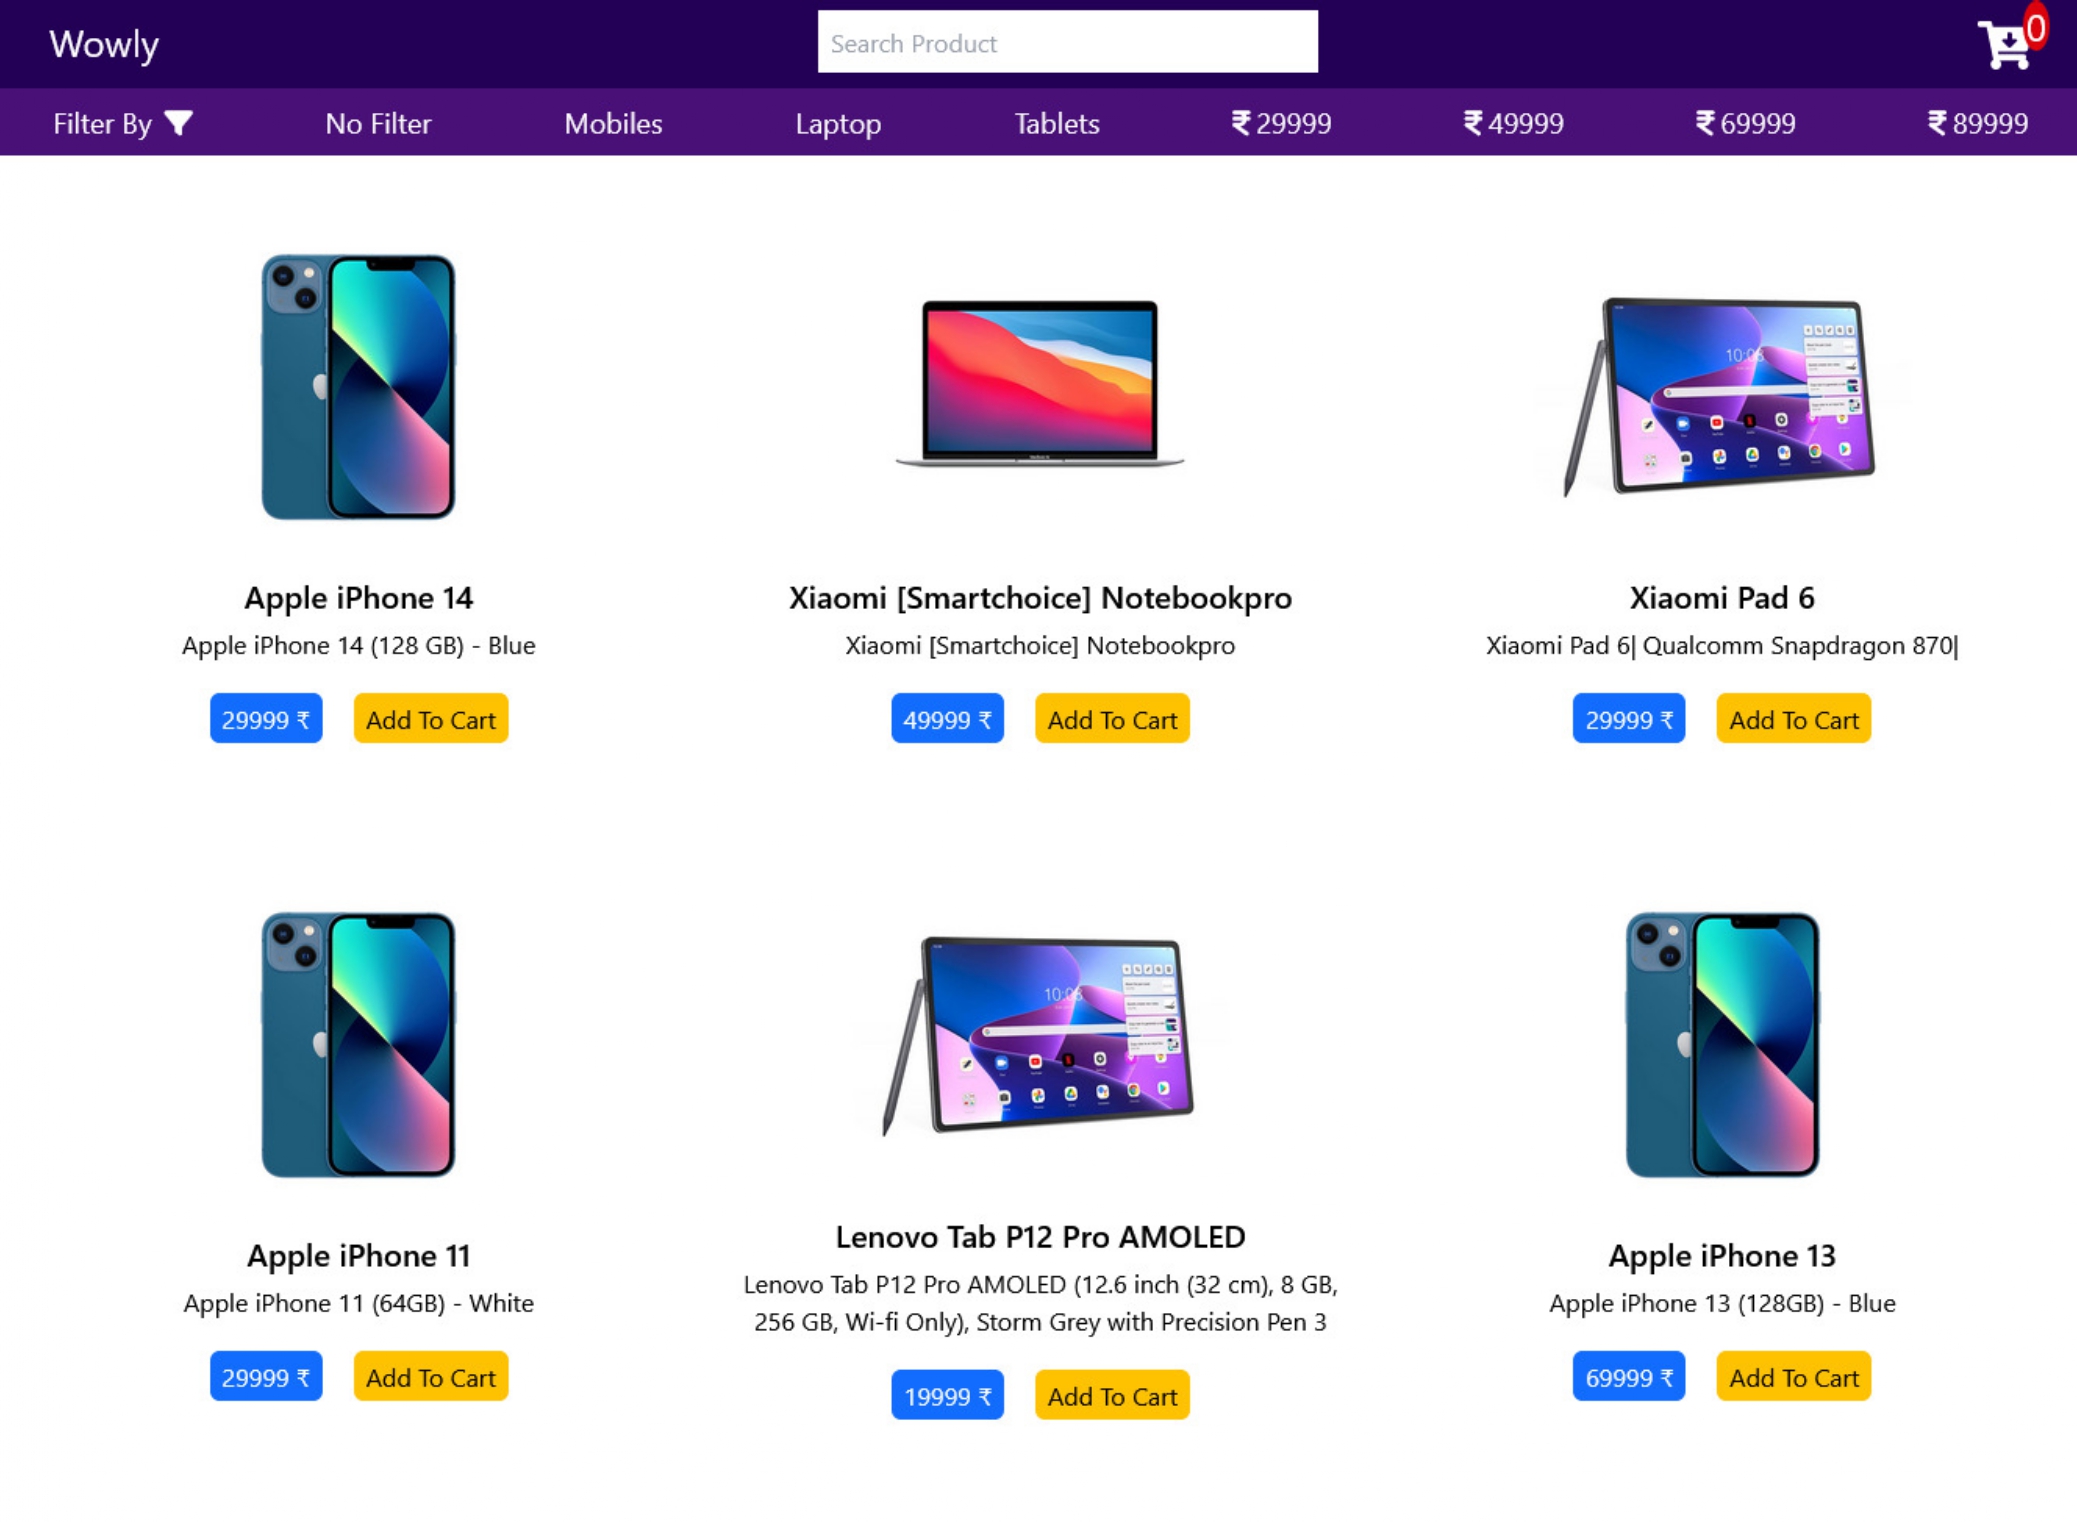 Wowly
Search Product
0
Filter By
No Filter
Mobiles
Laptop
Tablets
₹ 29999
₹ 49999
₹ 69999
₹ 89999
10:08
Apple iPhone 14
Apple iPhone 14 (128 GB) - Blue
29999 ₹
Add To Cart
Xiaomi [Smartchoice] Notebookpro
Xiaomi [Smartchoice] Notebookpro
49999 ₹
Add To Cart
Xiaomi Pad 6
Xiaomi Pad 6| Qualcomm Snapdragon 870|
29999 ₹
Add To Cart
10:08
Apple iPhone 11
Apple iPhone 11 (64GB) - White
29999 ₹
Add To Cart
Lenovo Tab P12 Pro AMOLED
Lenovo Tab P12 Pro AMOLED (12.6 inch (32 cm), 8 GB,
256 GB, Wi-fi Only), Storm Grey with Precision Pen 3
19999 ₹
Add To Cart
Apple iPhone 13
Apple iPhone 13 (128GB) - Blue
69999 ₹
Add To Cart